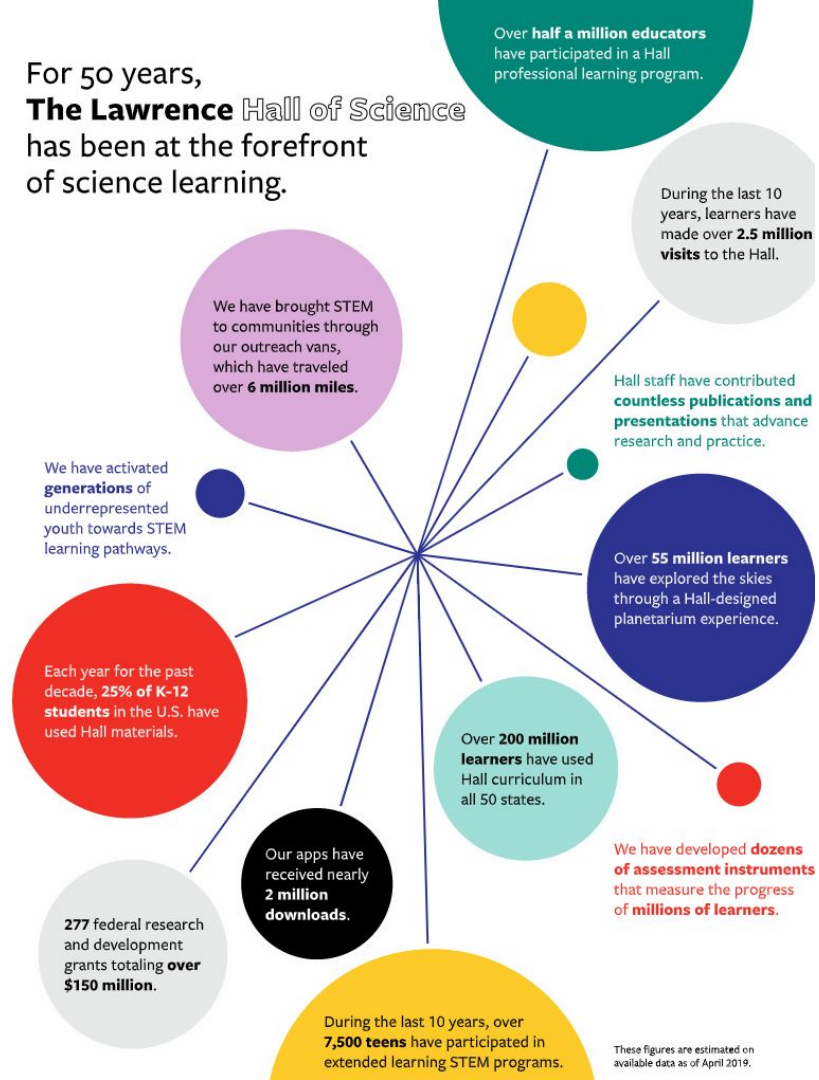 For 50 years,
The Lawrence Hall of Science
has been at the forefront
of science learning.
Over half a million educators
have participated in a Hall
professional learning program.
During the last 10
years, learners have
made over 2.5 million
visits to the Hall.
We have brought STEM
to communities through
our outreach vans,
which have traveled
over 6 million miles.
Hall staff have contributed
countless publications and
presentations that advance
research and practice.
We have activated
generations of
underrepresented
youth towards STEM
learning pathways.
Over 55 million learners
have explored the skies
through a Hall-designed
planetarium experience.
Each year for the past
decade, 25% of K-12
students in the U.S. have
used Hall materials.
Over 200 million
learners have used
Hall curriculum in
all 50 states.
We have developed dozens
of assessment instruments
that measure the progress
of millions of learners.
Our apps have
received nearly
2 million
downloads.
277 federal research
and development
grants totaling over
$150 million.
During the last 10 years, over
7,500 teens have participated in
extended learning STEM programs.
These figures are estimated on
available data as of April 2019.